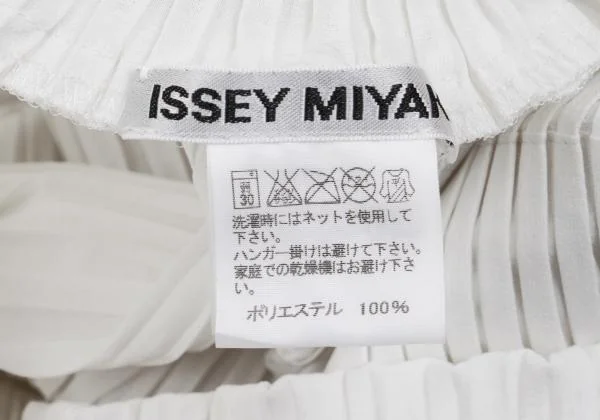 ISSEY MIYAK
弱
30
洗濯時にはネットを使用して
下さい。
ハンガー掛けは避けて下さい。
家庭での乾燥機はお避け下さ
い。
ポリエステル 100%